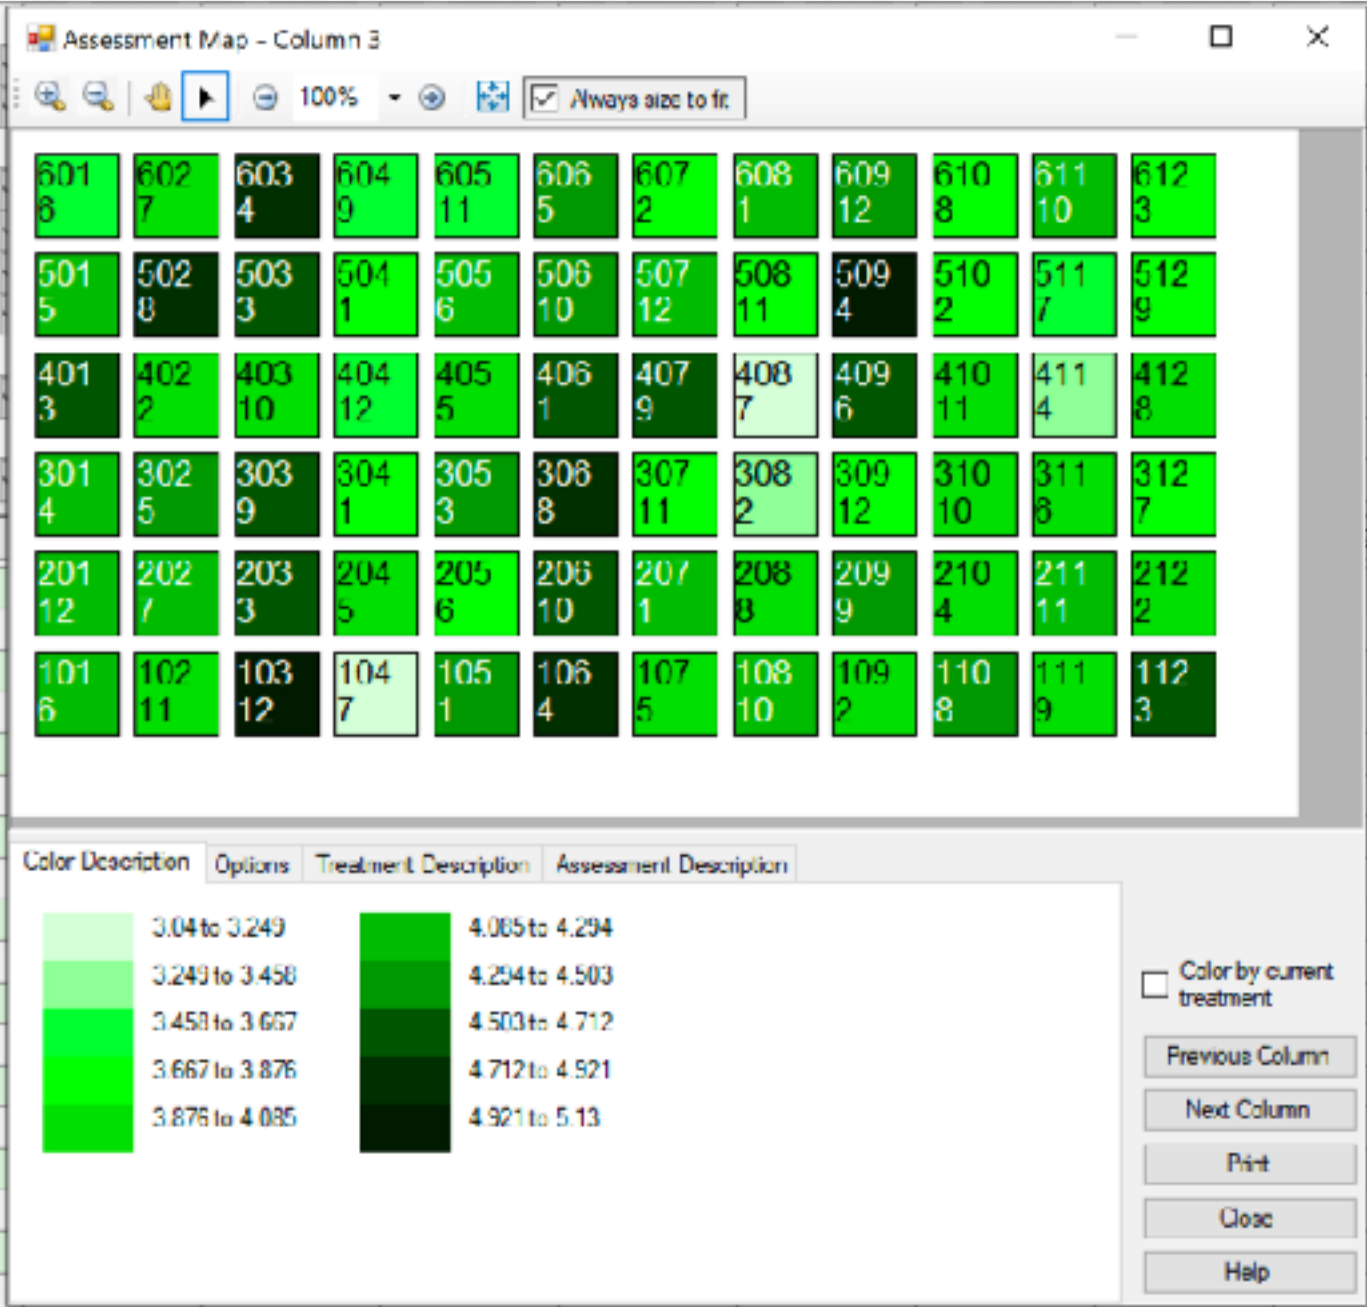 Assessment Map - Column 3
100% Always size to fit
601 602 603 604 605 606 607 608 609 610 611 612
6 7 4 9 11 5 2 1 12 8 10 3
501 502 503 504 505 506 507 508 509 510 511 512
5 8 3 1 6 10 12 11 4 2 7 9
401 402 403 404 405 406 407 408 409 410 411 412
3 2 10 12 5 1 9 7 6 11 4 8
301 302 303 304 305 306 307 308 309 310 311 312
4 5 9 1 3 8 11 2 12 10 6 7
201 202 203 204 205 206 207 208 209 210 211 212
12 7 3 5 6 10 1 8 9 4 11 2
101 102 103 104 105 106 107 108 109 110 111 112
6 11 12 7 1 4 5 10 2 8 9 3
Color Description Options Treatment Description Assessment Description
3.04 to 3.249
3.249 to 3.458
3.458 to 3.667
3.667 to 3.876
3.876 to 4.085
4.085 to 4.294
4.294 to 4.503
4.503 to 4.712
4.712 to 4.921
4.921 to 5.13
Color by current
treatment
Previous Column
Next Column
Print
Close
Help